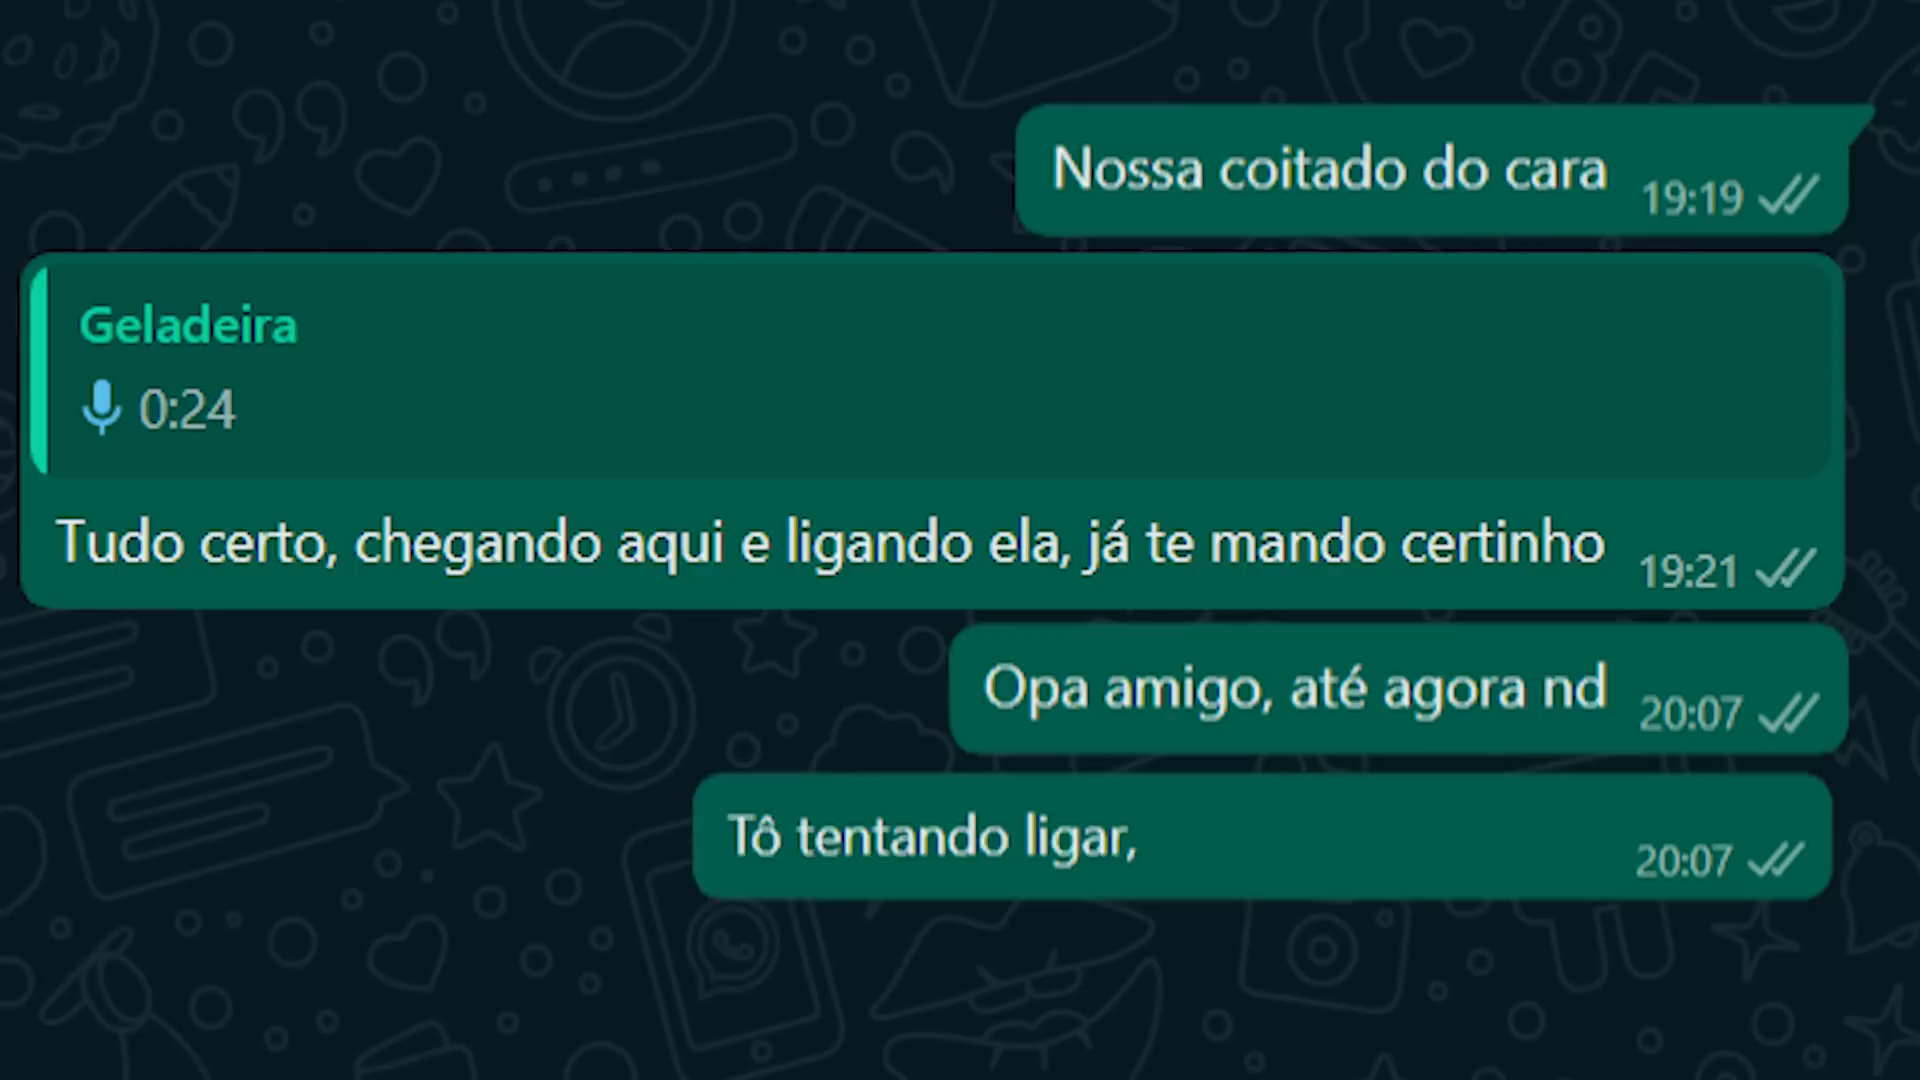 Nossa coitado do cara 19:19
Geladeira
0:24
Tudo certo, chegando aqui e ligando ela, já te mando certinho 19:21
Opa amigo, até agora nd 20:07
Tô tentando ligar, 20:07